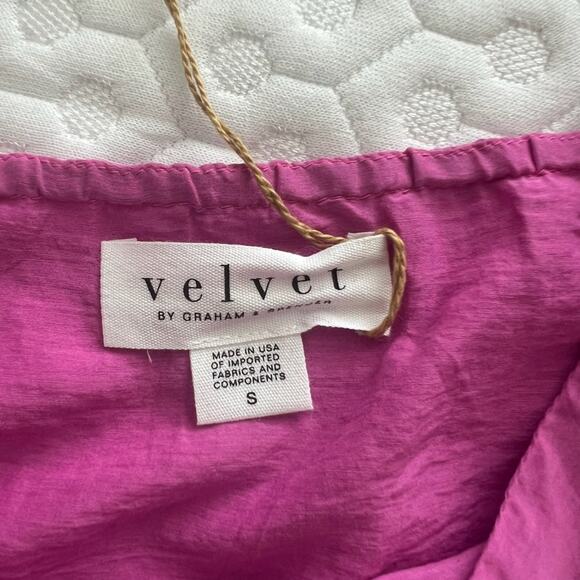 velvet
BY GRAHAM &
MADE IN USA
OF IMPORTED
FABRICS AND
COMPONENTS
S